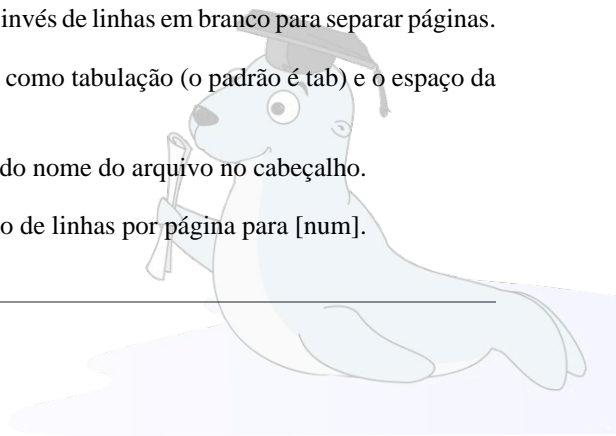 invés de linhas em branco para separar páginas.
como tabulação (o padrão é tab) e o espaço da
do nome do arquivo no cabeçalho.
o de linhas por página para [num].